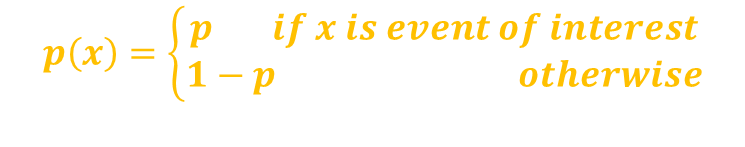 p(x) = { p if x is event of interest
1 − p otherwise